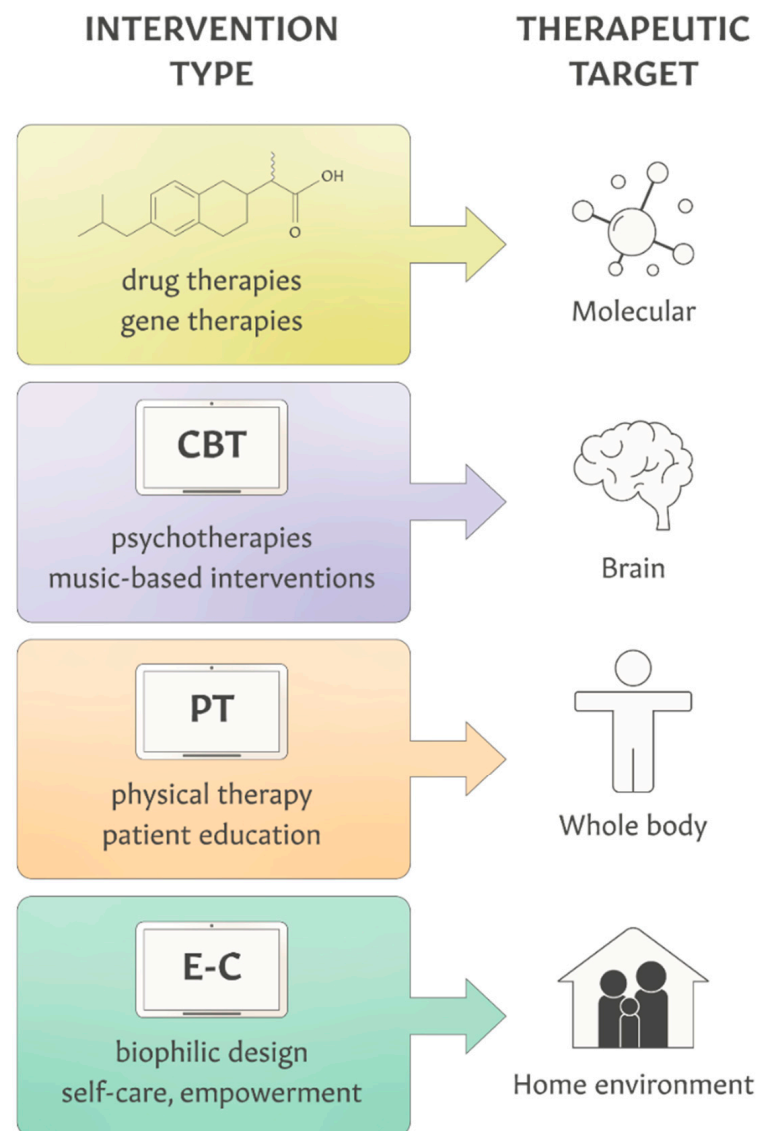 INTERVENTION
TYPE
THERAPEUTIC
TARGET
OH
O
drug therapies
gene therapies
Molecular
CBT
psychotherapies
music-based interventions
Brain
PT
physical therapy
patient education
Whole body
E-C
biophilic design
self-care, empowerment
Home environment